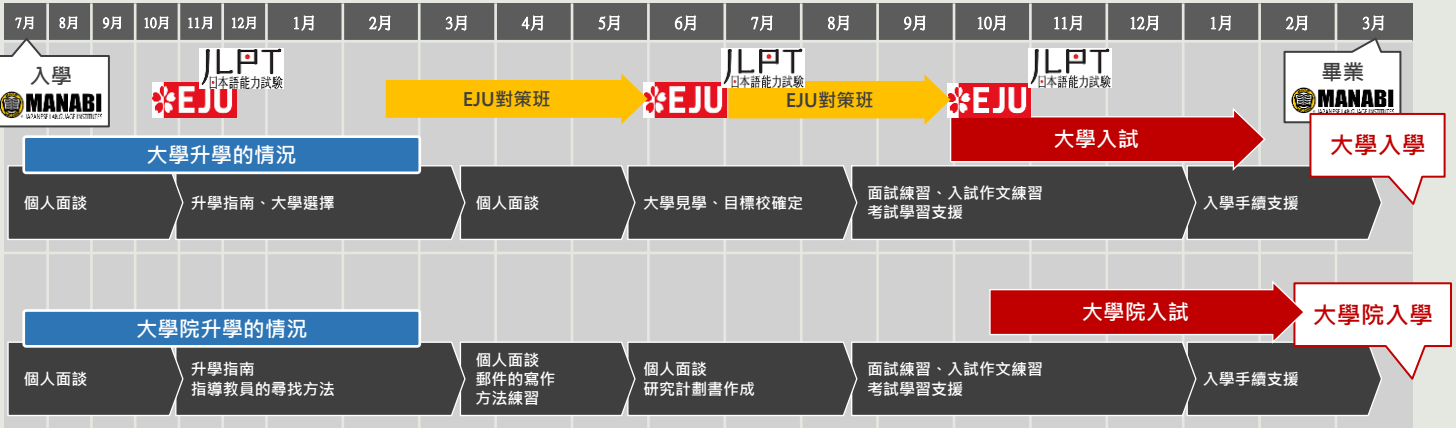 7月 8月 9月 10月 11月 12月 1月 2月 3月 4月 5月 6月 7月 8月 9月 10月 11月 12月 1月 2月 3月
入學
MANABI
JAPANESE LANGUAGE INSTITUTES
JLPT
日本語能力試験
EJU
EJU對策班
EJU
JLPT
日本語能力試験
EJU對策班
EJU
JLPT
日本語能力試験
畢業
MANABI
JAPANESE LANGUAGE INSTITUTES
大學入試
大學入學
大學升學的情況
個人面談
升學指南、大學選擇
個人面談
大學見學、目標校確定
面試練習、入試作文練習
考試學習支援
入學手續支援
大學院入試
大學院入學
大學院升學的情況
個人面談
升學指南
指導教員的尋找方法
個人面談
郵件的寫作
方法練習
個人面談
研究計劃書作成
面試練習、入試作文練習
考試學習支援
入學手續支援